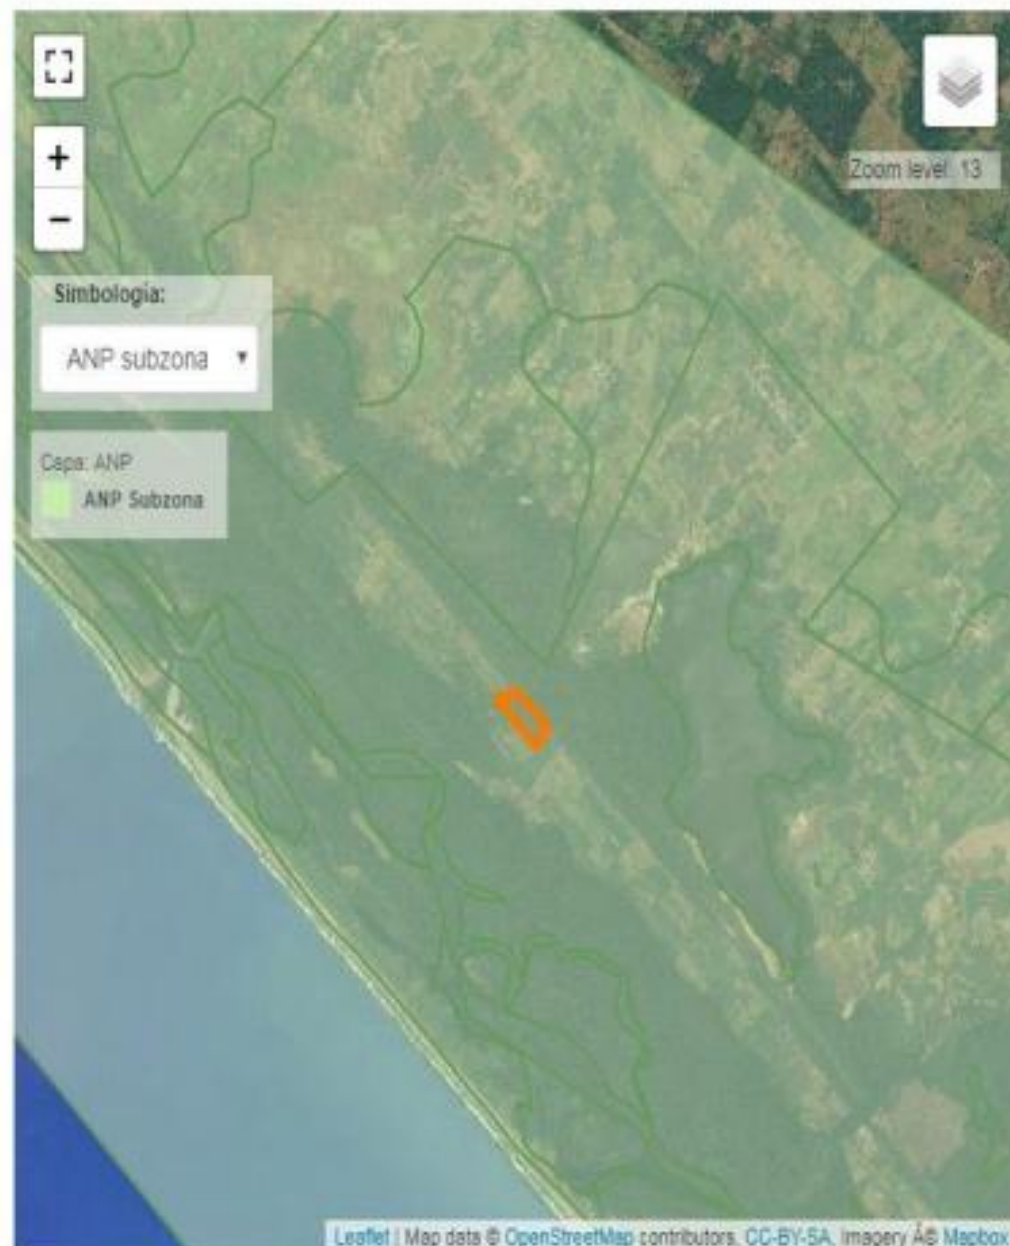 +
Zoom level: 13
−
Simbología:
ANP subzona ▼
Capa: ANP
ANP Subzona
Leaflet | Map data © OpenStreetMap contributors, CC-BY-SA, Imagery Â© Mapbox